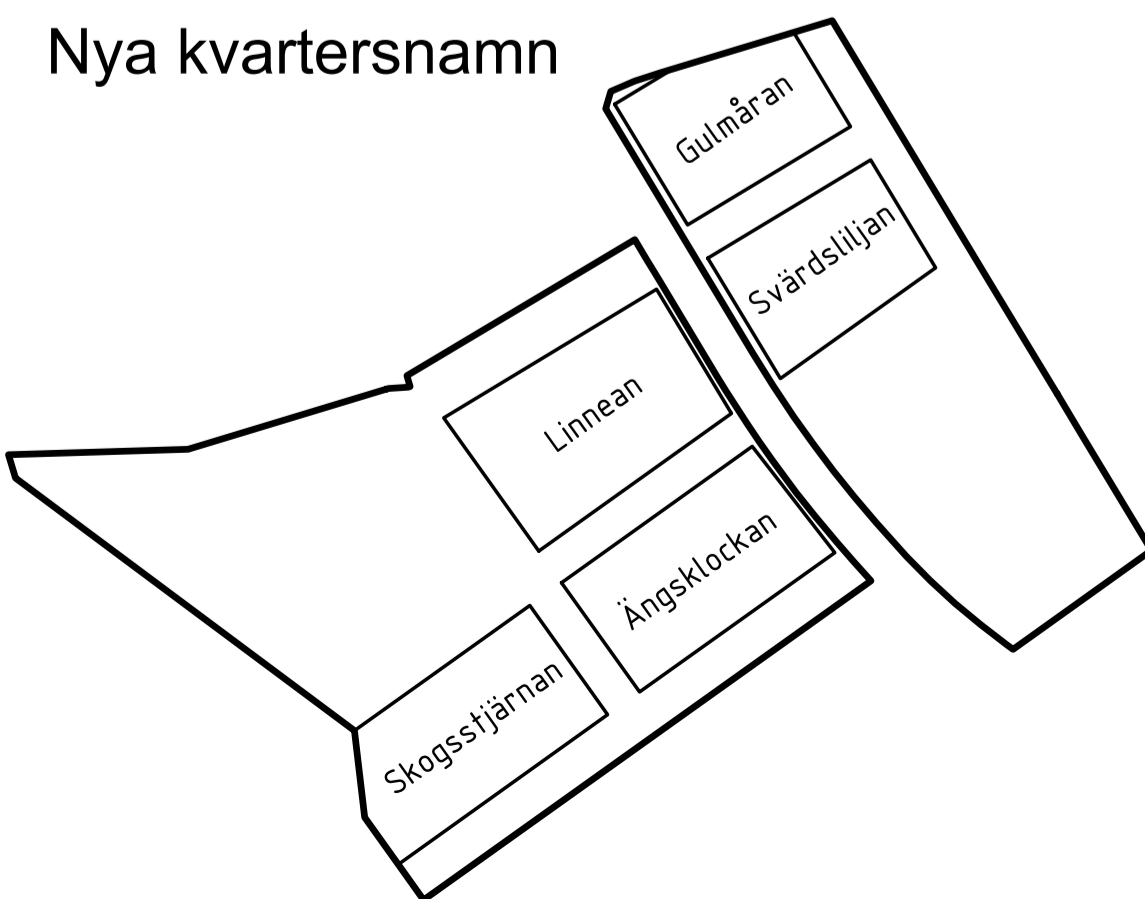 Nya kvartersnamn
Gulmåran
Svärdsliljan
Linnean
Ängsklockan
Skogsstjärnan